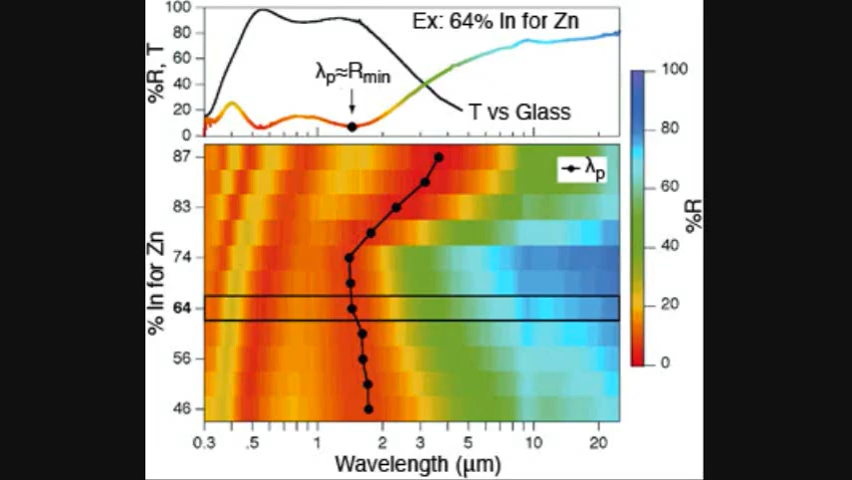 100
80
60
40
20
0
%R, T
Ex: 64% In for Zn
λp≈Rmin
T vs Glass
87
83
74
64
56
46
% In for Zn
λp
100
80
60
40
20
0
%R
0.3 .5 1 2 3 5 10 20
Wavelength (μm)